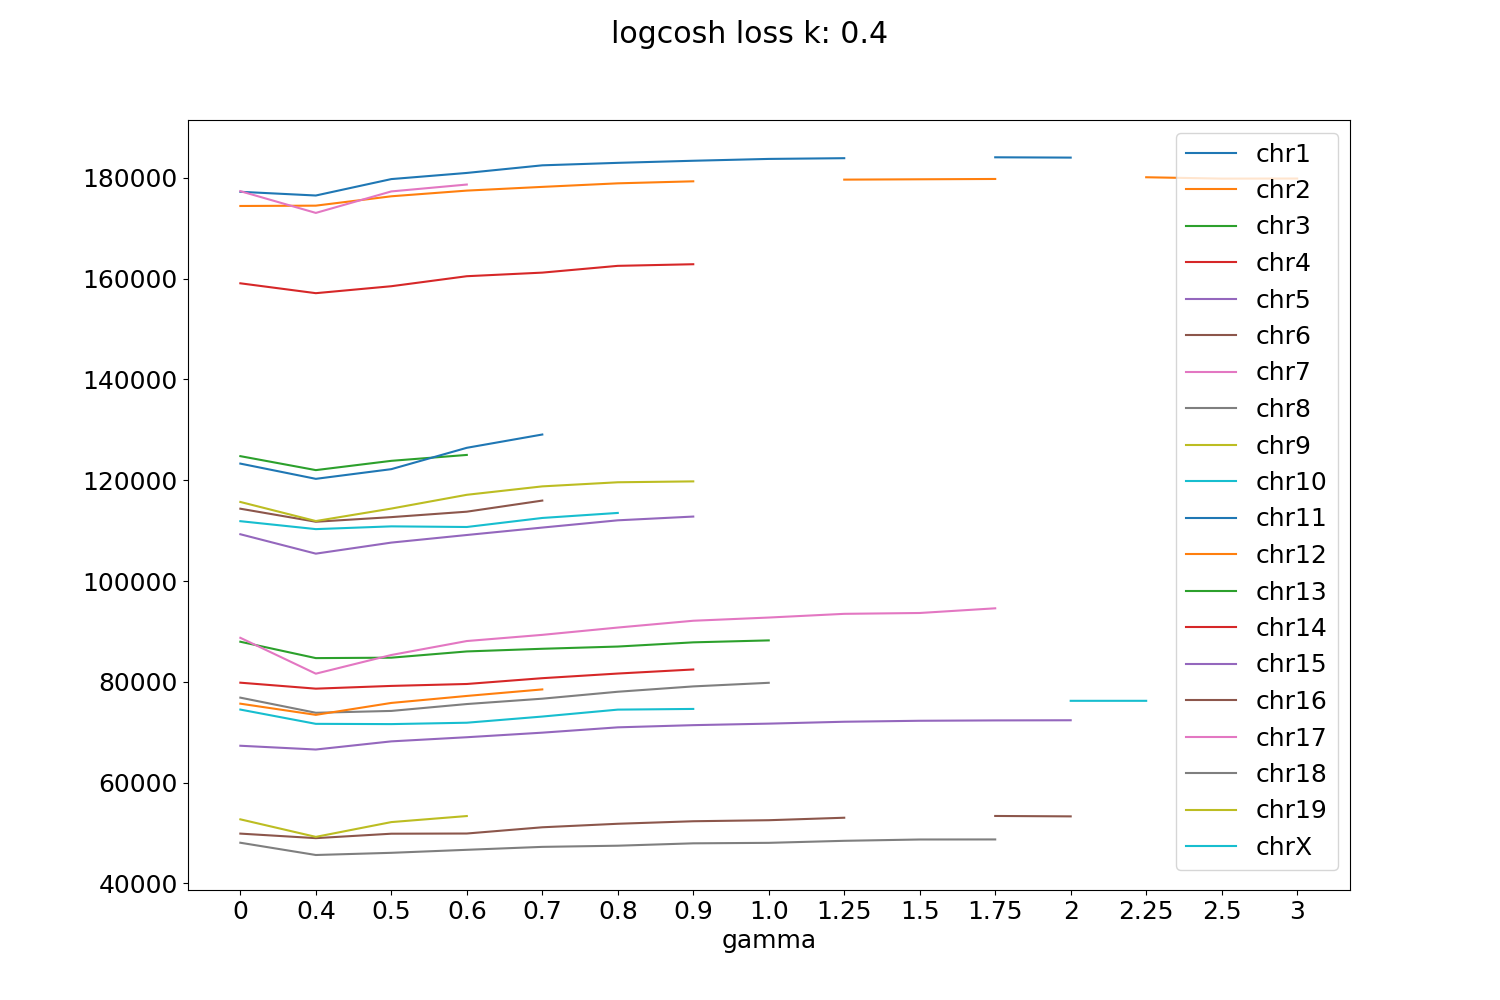 logcosh loss k: 0.4
180000
160000
140000
120000
100000
80000
60000
40000
chr1
chr2
chr3
chr4
chr5
chr6
chr7
chr8
chr9
chr10
chr11
chr12
chr13
chr14
chr15
chr16
chr17
chr18
chr19
chrX
0 0.4 0.5 0.6 0.7 0.8 0.9 1.0 1.25 1.5 1.75 2 2.25 2.5 3
gamma